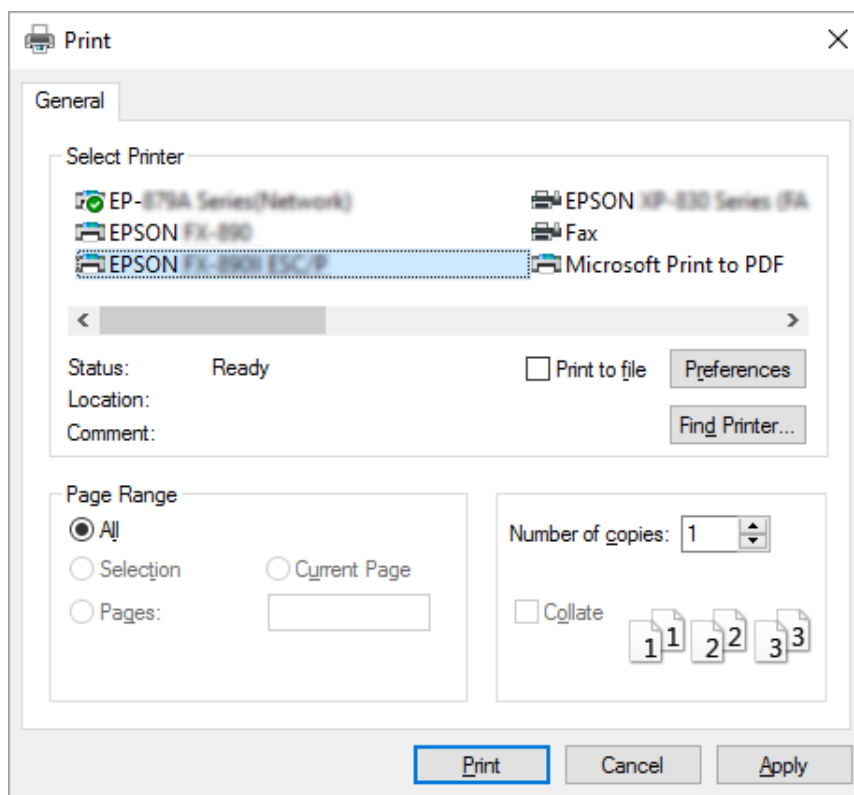 Print
General
Select Printer
EP-
EPSON
EPSON
EPSON
Fax
Microsoft Print to PDF
Status: Ready
Location:
Comment:
Print to file
Preferences
Find Printer...
Page Range
All
Selection
Current Page
Pages:
Number of copies: 1
Collate
1 1 2 2 3 3
Print
Cancel
Apply